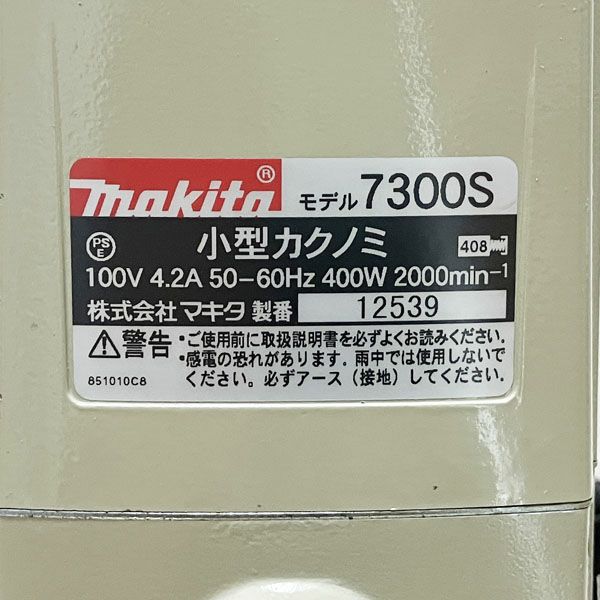 makita® モデル 7300S
PSE 小型カクノミ 408
100V 4.2A 50-60Hz 400W 2000min⁻¹
株式会社マキタ 製番 12539
⚠警告 •ご使用前に取扱説明書を必ずよくお読みください.
•感電の恐れがあります. 雨中では使用しないで
851010C8 ください. 必ずアース（接地）してください.